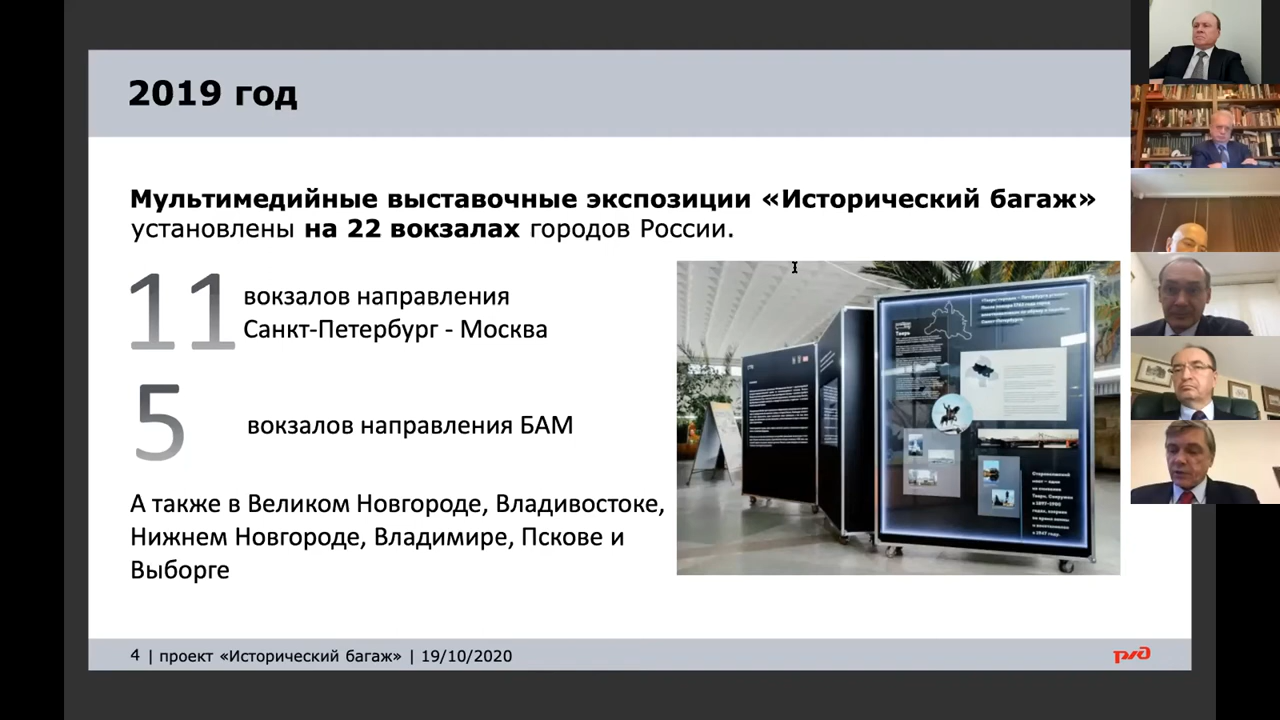 2019 год
Мультимедийные выставочные экспозиции «Исторический багаж»
установлены на 22 вокзалах городов России.
11
вокзалов направления
Санкт-Петербург - Москва
5
вокзалов направления БАМ
А также в Великом Новгороде, Владивостоке,
Нижнем Новгороде, Владимире, Пскове и
Выборге
Тверь
4 | проект «Исторический багаж» | 19/10/2020
ржд